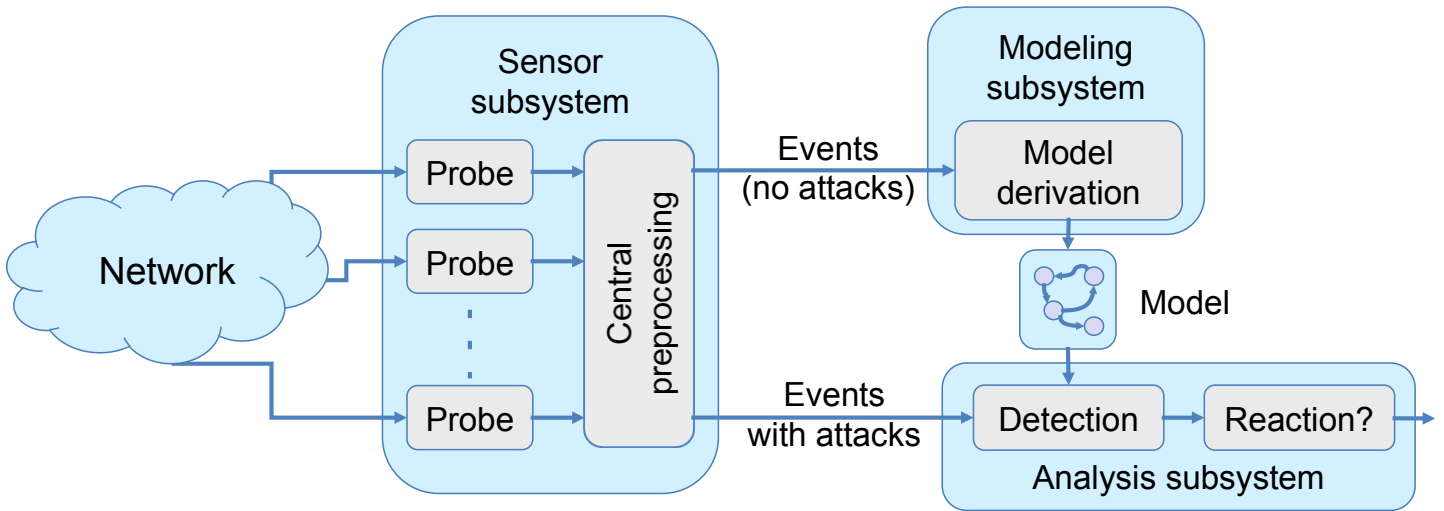 Network
Sensor
subsystem
Probe
Probe
Probe
Central
preprocessing
Events
(no attacks)
Events
with attacks
Modeling
subsystem
Model
derivation
Model
Detection
Reaction?
Analysis subsystem